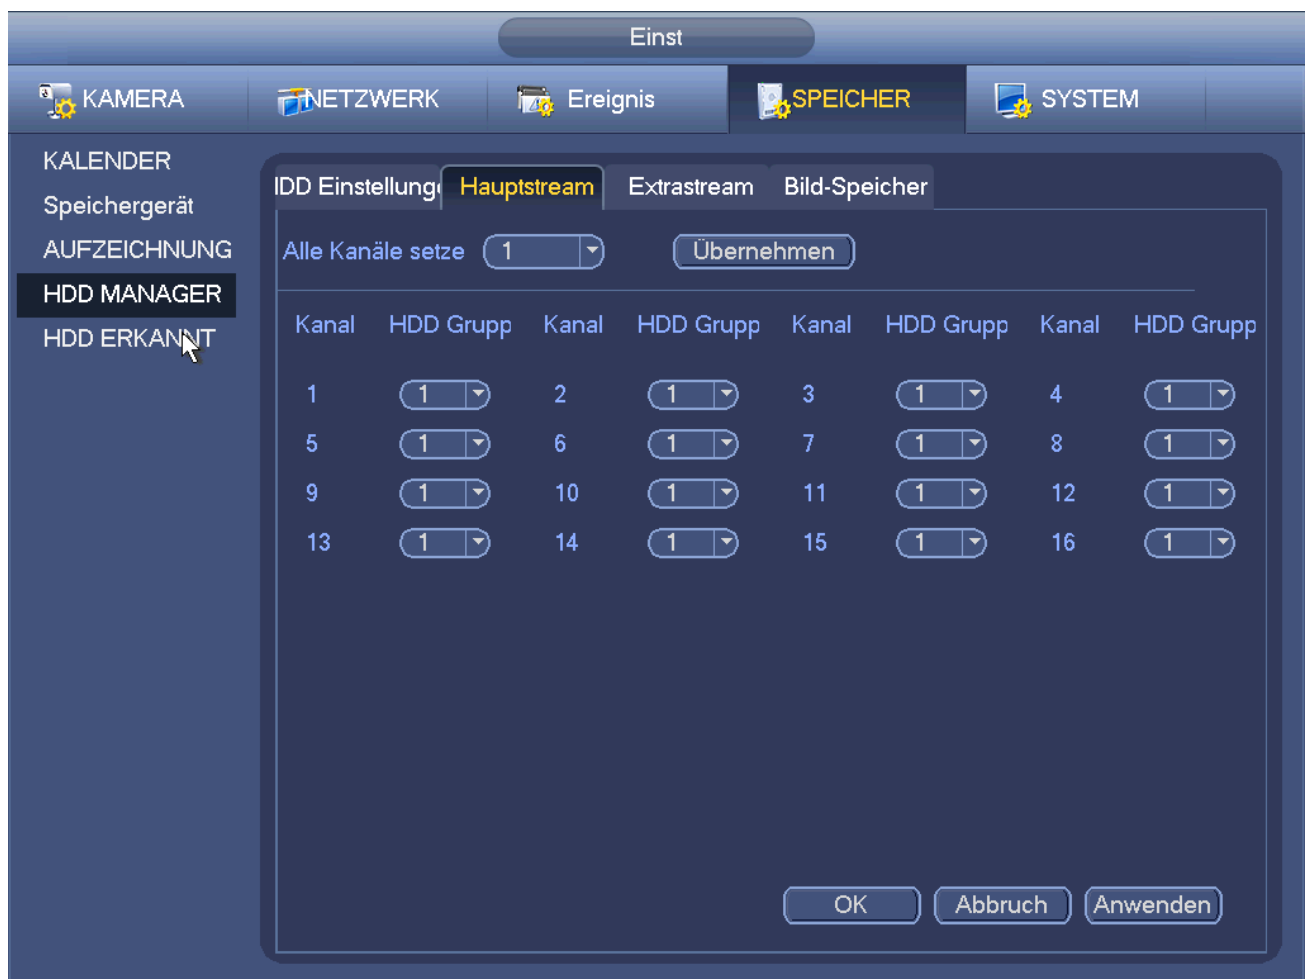 Einst
KAMERA NETZWERK Ereignis SPEICHER SYSTEM
KALENDER
Speichergerät
AUFZEICHNUNG
HDD MANAGER
HDD ERKANNT
IDD Einstellung Hauptstream Extrastream Bild-Speicher
Alle Kanäle setze 1 Übernehmen
Kanal HDD Grupp Kanal HDD Grupp Kanal HDD Grupp Kanal HDD Grupp
1 1 2 1 3 1 4 1
5 1 6 1 7 1 8 1
9 1 10 1 11 1 12 1
13 1 14 1 15 1 16 1
OK Abbruch Anwenden